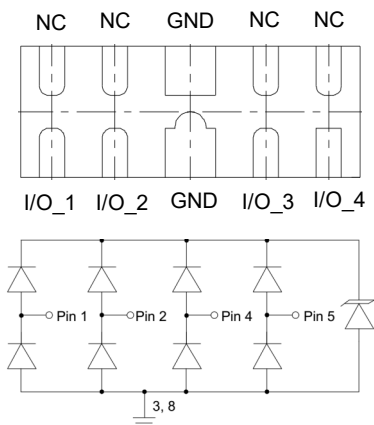 NC NC GND NC NC
I/O_1 I/O_2 GND I/O_3 I/O_4
Pin 1 Pin 2 Pin 4 Pin 5
3, 8